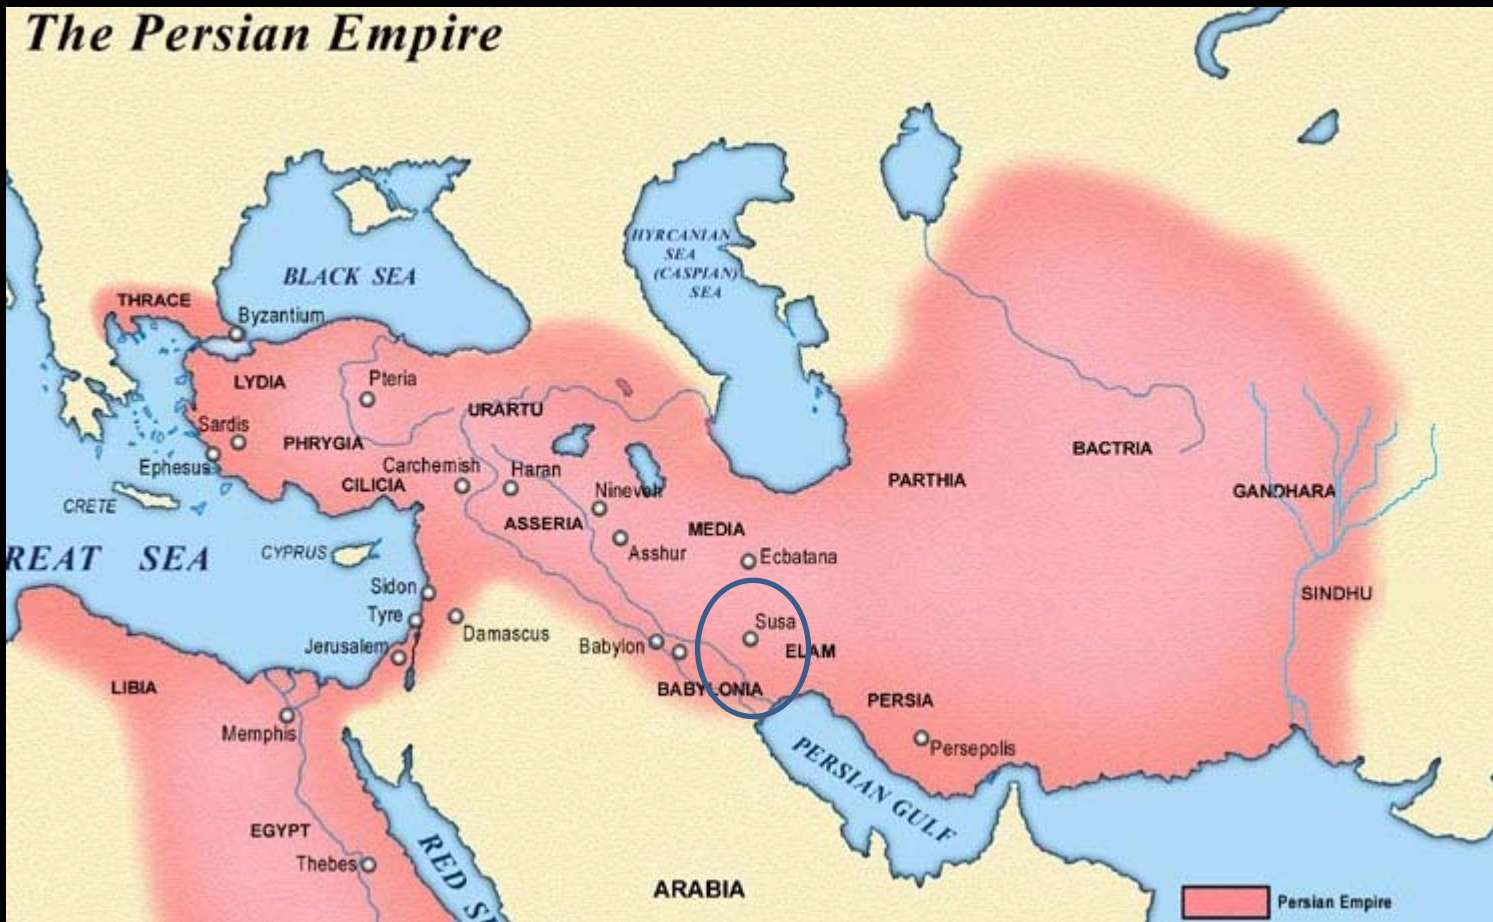 The Persian Empire
HYRCANIAN
SEA
(CASPIAN)
SEA
BLACK SEA
THRACE
Byzantium
LYDIA
Pteria
URARTU
Sardis
PHRYGIA
Ephesus
CILICIA
Carchemish
Haran
Nineveh
BACTRIA
PARTHIA
GANDHARA
CRETE
ASSERIA
MEDIA
REAT SEA
CYPRUS
Asshur
Ecbatana
Sidon
SINDHU
Tyre
Damascus
Susa
Jerusalem
Babylon
ELAM
LIBIA
BABYLONIA
PERSIA
Memphis
Persepolis
PERSIAN GULF
EGYPT
Thebes
RED SE
ARABIA
Persian Empire